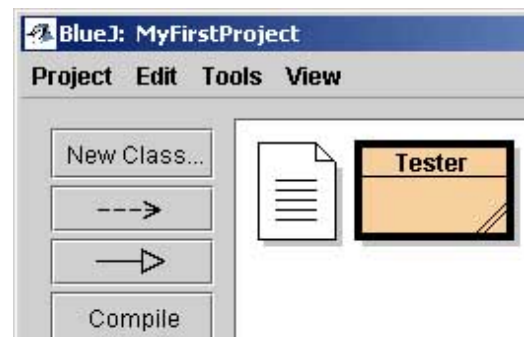 BlueJ: MyFirstProject
Project Edit Tools View
New Class...
Tester
Compile